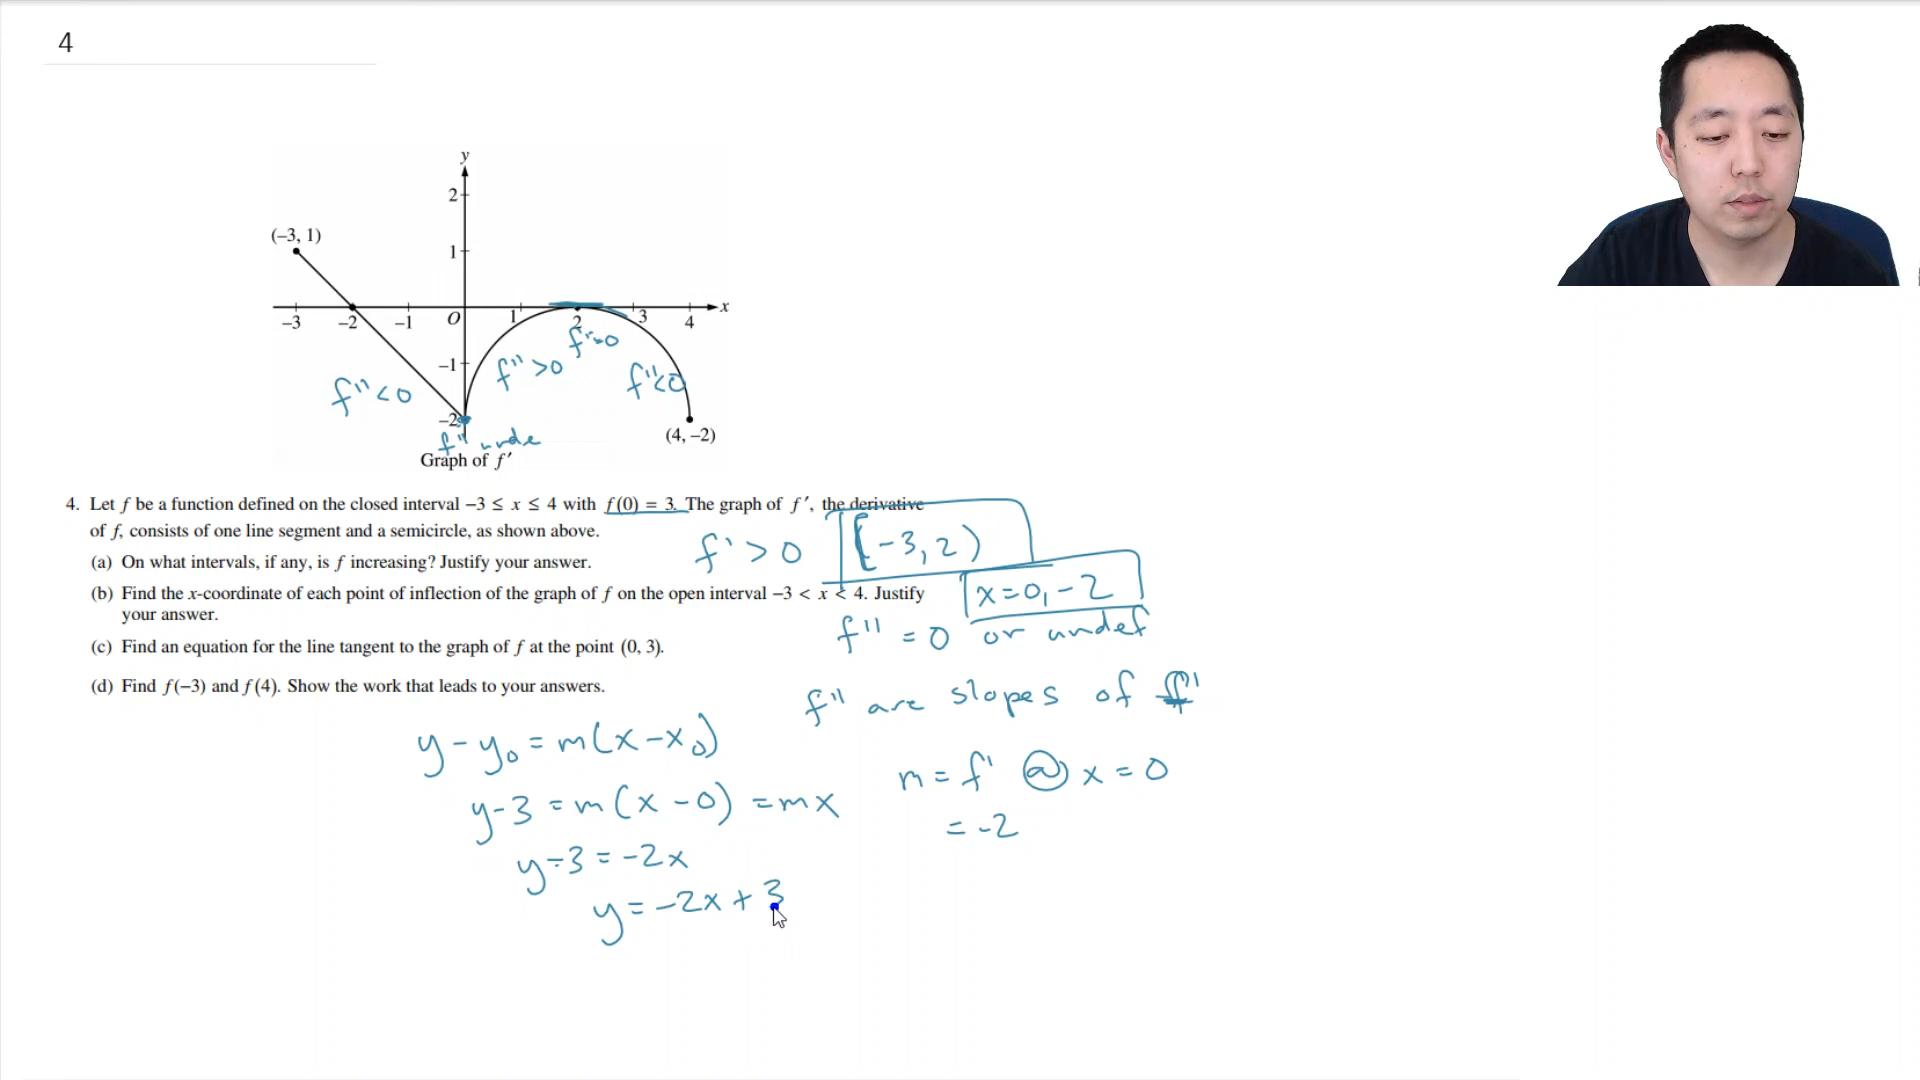 4
y
2
(–3, 1)
1
–3 –2 –1 O 1 2 3 4 x
f''=0
–1
f'' > 0
f'' < 0
f'' < 0
–2
(4, –2)
f'' unde
Graph of f'
4. Let f be a function defined on the closed interval –3 ≤ x ≤ 4 with f(0) = 3. The graph of f', the derivative
of f, consists of one line segment and a semicircle, as shown above.
f' > 0 [-3, 2)
(a) On what intervals, if any, is f increasing? Justify your answer.
(b) Find the x-coordinate of each point of inflection of the graph of f on the open interval –3 < x < 4. Justify
your answer.
x = 0, -2
f'' = 0 or undef
(c) Find an equation for the line tangent to the graph of f at the point (0, 3).
(d) Find f(–3) and f(4). Show the work that leads to your answers.
f'' are slopes of f'
y - y₀ = m(x - x₀)
m = f' @ x = 0
y - 3 = m(x - 0) = mx
= -2
y - 3 = -2x
y = -2x + 3